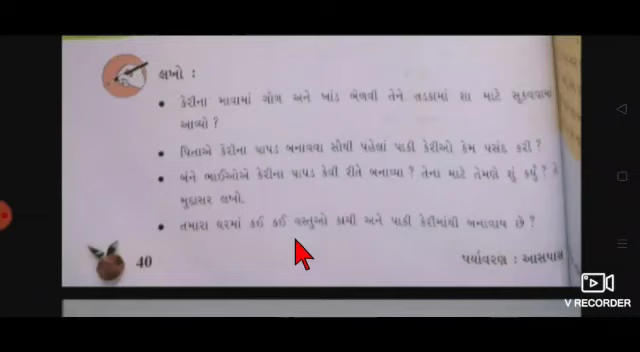 લખો :
• કેરીના માવામાં ગોળ અને ખાંડ ભેળવી તેને તડકામાં શા માટે સૂકવવામાં
આવ્યો ?
• પિતાએ કેરીના પાપડ બનાવવા સૌથી પહેલાં પાકી કેરીઓ કેમ પસંદ કરી ?
• બંને ભાઈઓએ કેરીના પાપડ કેવી રીતે બનાવ્યા ? તેના માટે તેમણે શું કર્યું ? તે
મુદ્દાસર લખો.
• તમારા ઘરમાં કઈ કઈ વસ્તુઓ કાચી અને પાકી કેરીમાંથી બનાવાય છે ?
40
પર્યાવરણ : આસપાસ
V RECORDER